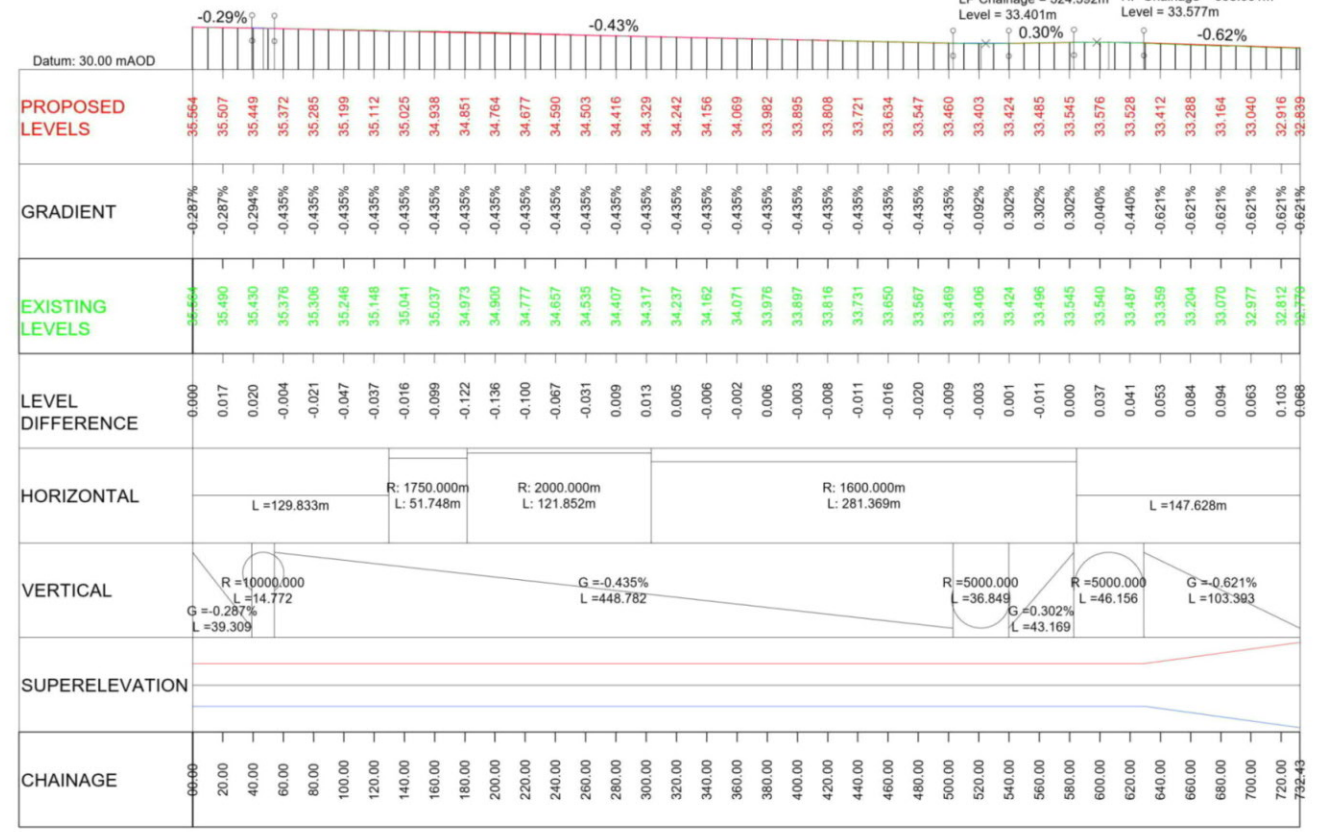 LP Chainage = 524.592m
Level = 33.401m
Level = 33.577m
-0.29%
-0.43%
0.30%
-0.62%
Datum: 30.00 mAOD
PROPOSED
LEVELS
35.564 35.507 35.449 35.372 35.285 35.199 35.112 35.025 34.938 34.851 34.764 34.677 34.590 34.503 34.416 34.329 34.242 34.156 34.069 33.982 33.895 33.808 33.721 33.634 33.547 33.460 33.403 33.424 33.485 33.545 33.576 33.528 33.412 33.288 33.164 33.040 32.916 32.839
GRADIENT
-0.287% -0.287% -0.294% -0.435% -0.435% -0.435% -0.435% -0.435% -0.435% -0.435% -0.435% -0.435% -0.435% -0.435% -0.435% -0.435% -0.435% -0.435% -0.435% -0.435% -0.435% -0.435% -0.435% -0.435% -0.435% -0.435% -0.092% 0.302% 0.302% 0.302% -0.040% -0.440% -0.621% -0.621% -0.621% -0.621% -0.621% -0.621%
EXISTING
LEVELS
35.564 35.490 35.430 35.376 35.306 35.246 35.148 35.041 35.037 34.973 34.900 34.777 34.657 34.535 34.407 34.317 34.237 34.162 34.071 33.976 33.897 33.816 33.731 33.650 33.567 33.469 33.406 33.424 33.496 33.545 33.540 33.487 33.359 33.204 33.070 32.977 32.812 32.770
LEVEL
DIFFERENCE
0.000 0.017 0.020 -0.004 -0.021 -0.047 -0.037 -0.016 -0.099 -0.122 -0.136 -0.100 -0.067 -0.031 0.009 0.013 0.005 -0.006 -0.002 0.006 -0.003 -0.008 -0.011 -0.016 -0.020 -0.009 -0.003 0.001 -0.011 0.000 0.037 0.041 0.053 0.084 0.094 0.063 0.103 0.068
HORIZONTAL
L =129.833m
R: 1750.000m
L: 51.748m
R: 2000.000m
L: 121.852m
R: 1600.000m
L: 281.369m
L =147.628m
VERTICAL
G =-0.287%
L =39.309
R =10000.000
L =14.772
G =-0.435%
L =448.782
R =5000.000
L =36.849
G =0.302%
L =43.169
R =5000.000
L =46.156
G =-0.621%
L =103.393
SUPERELEVATION
CHAINAGE
00.00 20.00 40.00 60.00 80.00 100.00 120.00 140.00 160.00 180.00 200.00 220.00 240.00 260.00 280.00 300.00 320.00 340.00 360.00 380.00 400.00 420.00 440.00 460.00 480.00 500.00 520.00 540.00 560.00 580.00 600.00 620.00 640.00 660.00 680.00 700.00 720.00 732.43